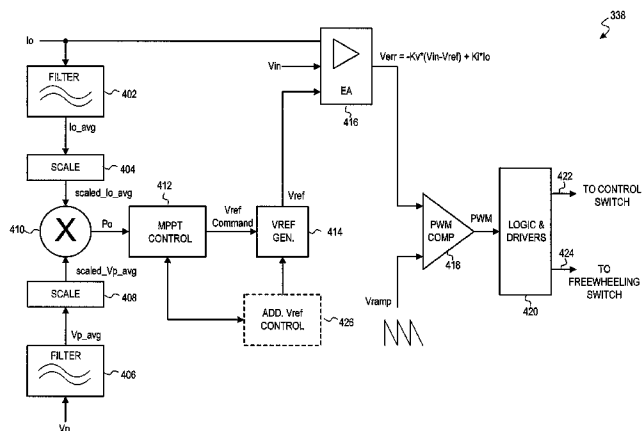 338
Io
Vin
EA
416
Verr = -Kv*(Vin-Vref) + Ki*Io
FILTER
402
Io_avg
SCALE
404
scaled_Io_avg
410
X
Po
412
MPPT
CONTROL
Vref
Command
Vref
VREF
GEN.
414
PWM
COMP
418
PWM
LOGIC &
DRIVERS
420
422
TO CONTROL
SWITCH
424
TO
FREEWHEELING
SWITCH
scaled_Vp_avg
SCALE
408
ADD. Vref
CONTROL
426
Vramp
Vp_avg
FILTER
406
Vp